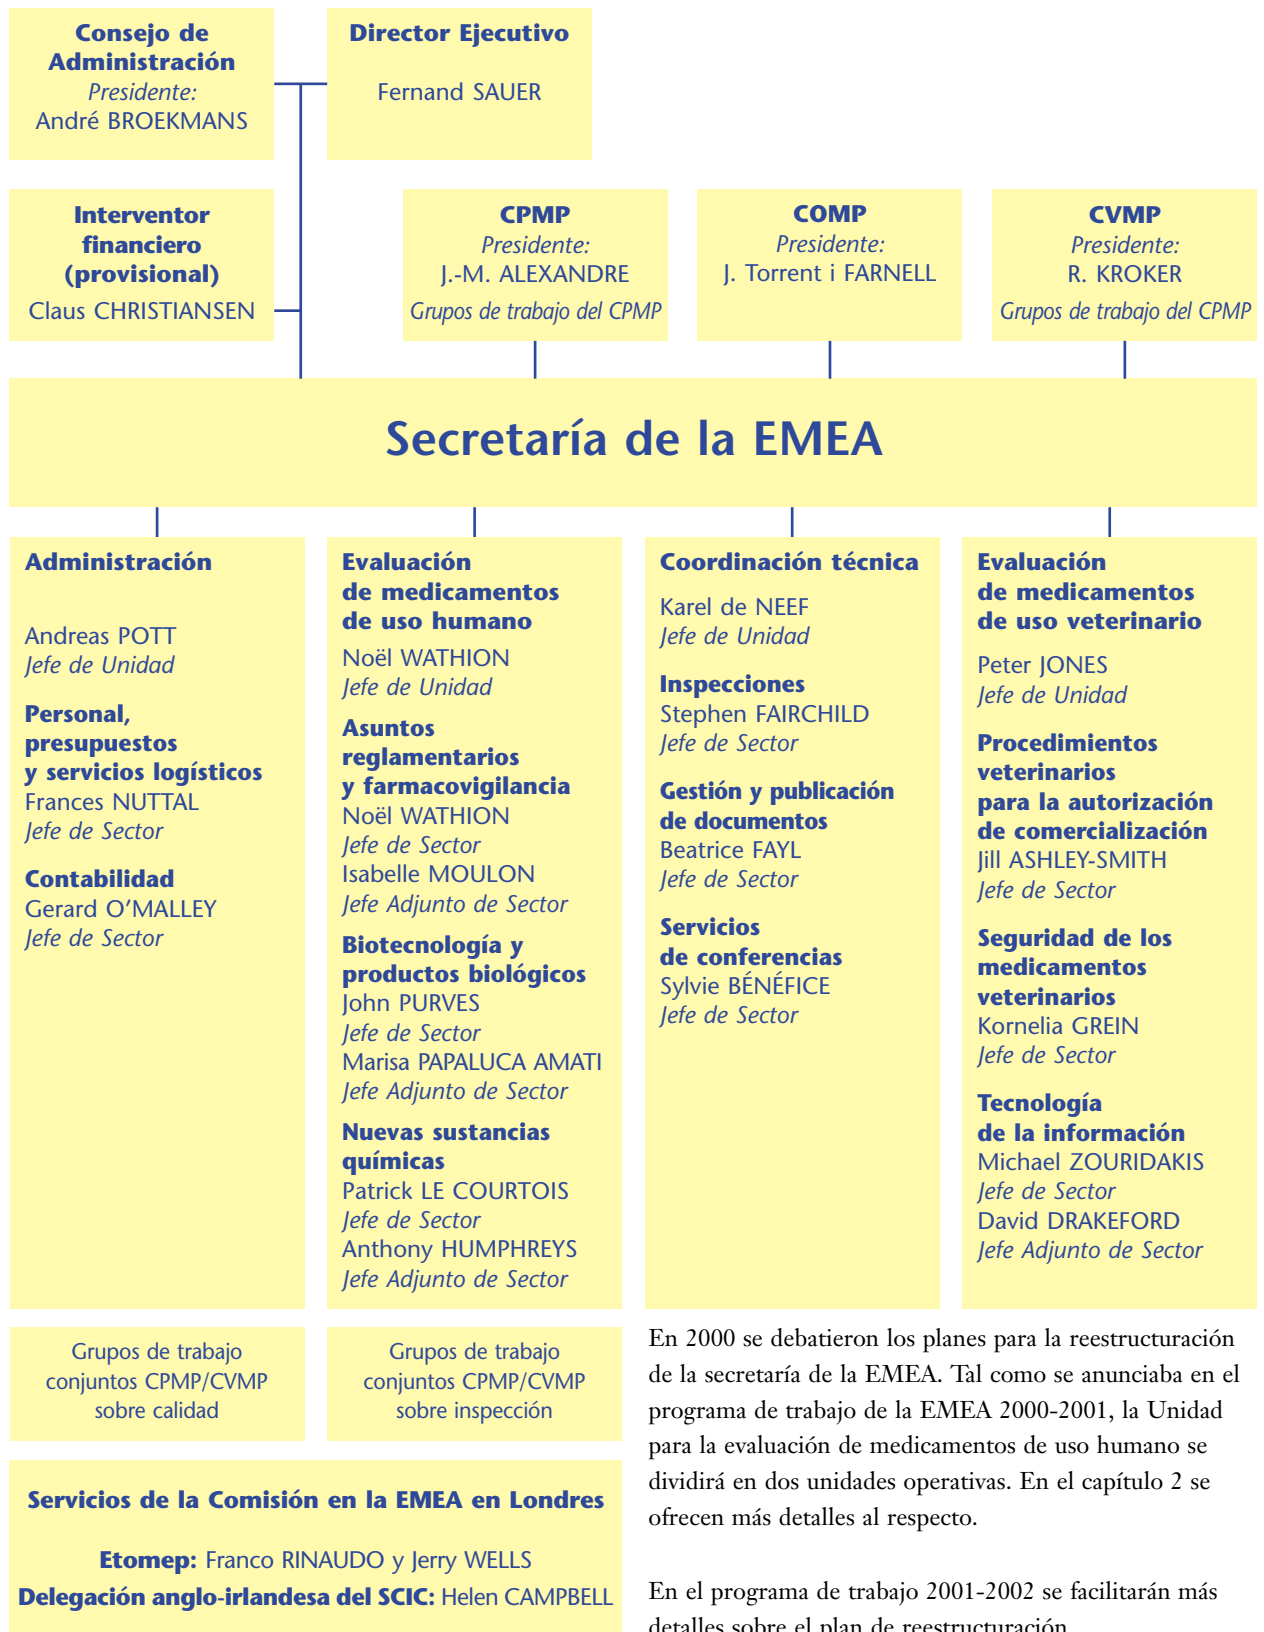 Consejo de
Administración
Presidente:
André BROEKMANS
Director Ejecutivo
Fernand SAUER
Interventor
financiero
(provisional)
Claus CHRISTIANSEN
CPMP
Presidente:
J.-M. ALEXANDRE
Grupos de trabajo del CPMP
COMP
Presidente:
J. Torrent i FARNELL
CVMP
Presidente:
R. KROKER
Grupos de trabajo del CPMP
Secretaría de la EMEA
Administración
Andreas POTT
Jefe de Unidad
Personal,
presupuestos
y servicios logísticos
Frances NUTTAL
Jefe de Sector
Contabilidad
Gerard O’MALLEY
Jefe de Sector
Evaluación
de medicamentos
de uso humano
Noël WATHION
Jefe de Unidad
Asuntos
reglamentarios
y farmacovigilancia
Noël WATHION
Jefe de Sector
Isabelle MOULON
Jefe Adjunto de Sector
Biotecnología y
productos biológicos
John PURVES
Jefe de Sector
Marisa PAPALUCA AMATI
Jefe Adjunto de Sector
Nuevas sustancias
químicas
Patrick LE COURTOIS
Jefe de Sector
Anthony HUMPHREYS
Jefe Adjunto de Sector
Coordinación técnica
Karel de NEEF
Jefe de Unidad
Inspecciones
Stephen FAIRCHILD
Jefe de Sector
Gestión y publicación
de documentos
Beatrice FAYL
Jefe de Sector
Servicios
de conferencias
Sylvie BÉNÉFICE
Jefe de Sector
Evaluación
de medicamentos
de uso veterinario
Peter JONES
Jefe de Unidad
Procedimientos
veterinarios
para la autorización
de comercialización
Jill ASHLEY-SMITH
Jefe de Sector
Seguridad de los
medicamentos
veterinarios
Kornelia GREIN
Jefe de Sector
Tecnología
de la información
Michael ZOURIDAKIS
Jefe de Sector
David DRAKEFORD
Jefe Adjunto de Sector
Grupos de trabajo
conjuntos CPMP/CVMP
sobre calidad
Grupos de trabajo
conjuntos CPMP/CVMP
sobre inspección
Servicios de la Comisión en la EMEA en Londres
Etomep: Franco RINAUDO y Jerry WELLS
Delegación anglo-irlandesa del SCIC: Helen CAMPBELL
En 2000 se debatieron los planes para la reestructuración
de la secretaría de la EMEA. Tal como se anunciaba en el
programa de trabajo de la EMEA 2000-2001, la Unidad
para la evaluación de medicamentos de uso humano se
dividirá en dos unidades operativas. En el capítulo 2 se
ofrecen más detalles al respecto.
En el programa de trabajo 2001-2002 se facilitarán más
detalles sobre el plan de reestructuración.